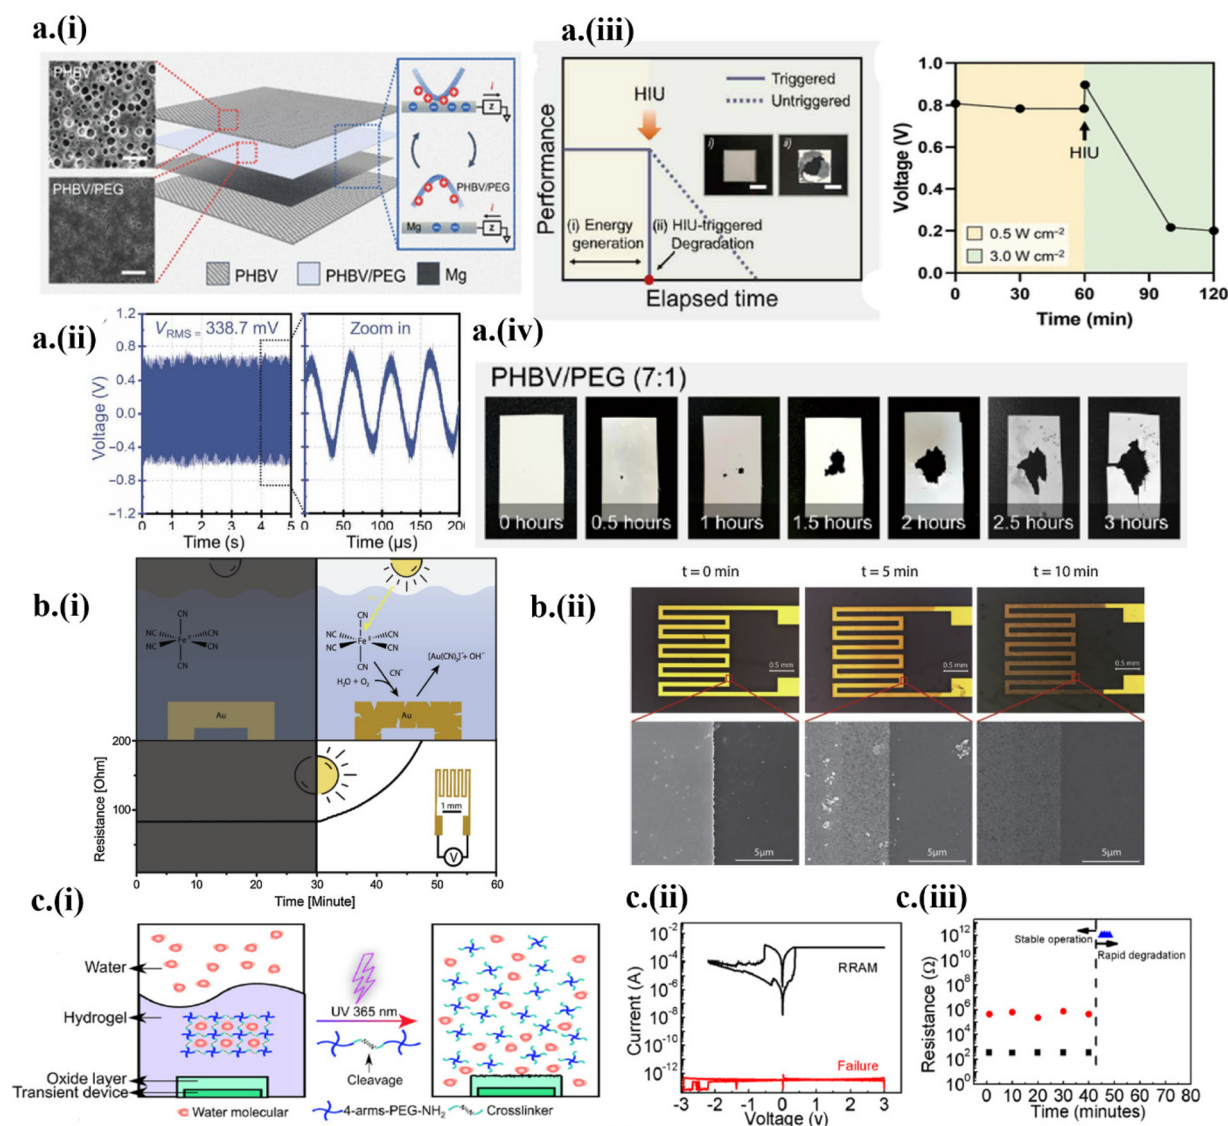 a.(i)
PHBV
PHBV/PEG
i
Z
PHBV/PEG
i
Mg
Z
PHBV
PHBV/PEG
Mg
a.(iii)
Performance
HIU
Triggered
Untriggered
i)
ii)
(i) Energy
generation
(ii) HIU-triggered
Degradation
Elapsed time
Voltage (V)
1.0
0.8
0.6
0.4
0.2
0.0
HIU
0.5 W cm⁻²
3.0 W cm⁻²
0 30 60 90 120
Time (min)
a.(ii)
Voltage (V)
1.2
0.8
0.4
0.0
−0.4
−0.8
−1.2
VRMS = 338.7 mV
Zoom in
0 1 2 3 4 5
Time (s)
0 50 100 150 200
Time (µs)
a.(iv)
PHBV/PEG (7:1)
0 hours
0.5 hours
1 hours
1.5 hours
2 hours
2.5 hours
3 hours
b.(i)
CN
NC
CN
Fe
II
NC
CN
CN
CN
NC
CN
Fe
II
NC
CN
CN
CN⁻
[Au(CN)₂]⁻+ OH⁻
H₂O + O₂
Au
Au
Resistance [Ohm]
200
100
1 mm
V
0 10 20 30 40 50 60
Time [Minute]
b.(ii)
t = 0 min
t = 5 min
t = 10 min
0.5 mm
0.5 mm
0.5 mm
5µm
5µm
5µm
c.(i)
Water
Hydrogel
Oxide layer
Transient device
UV 365 nm
Cleavage
Water molecular
4-arms-PEG-NH₂
Crosslinker
c.(ii)
Current (A)
10⁻²
10⁻⁴
10⁻⁶
10⁻⁸
10⁻¹⁰
10⁻¹²
RRAM
Failure
−3 −2 −1 0 1 2 3
Voltage (v)
c.(iii)
Resistance (Ω)
10¹²
10¹⁰
10⁸
10⁶
10⁴
10²
10⁰
Stable operation
Rapid degradation
0 10 20 30 40 50 60 70 80
Time (minutes)